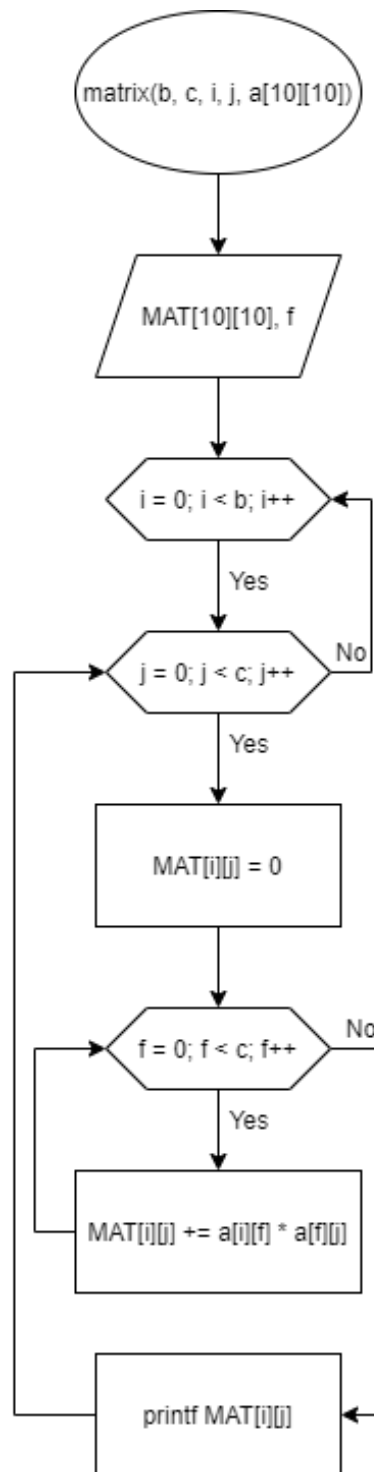 matrix(b, c, i, j, a[10][10])
MAT[10][10], f
i = 0; i < b; i++
Yes
j = 0; j < c; j++
No
Yes
MAT[i][j] = 0
f = 0; f < c; f++
No
Yes
MAT[i][j] += a[i][f] * a[f][j]
printf MAT[i][j]